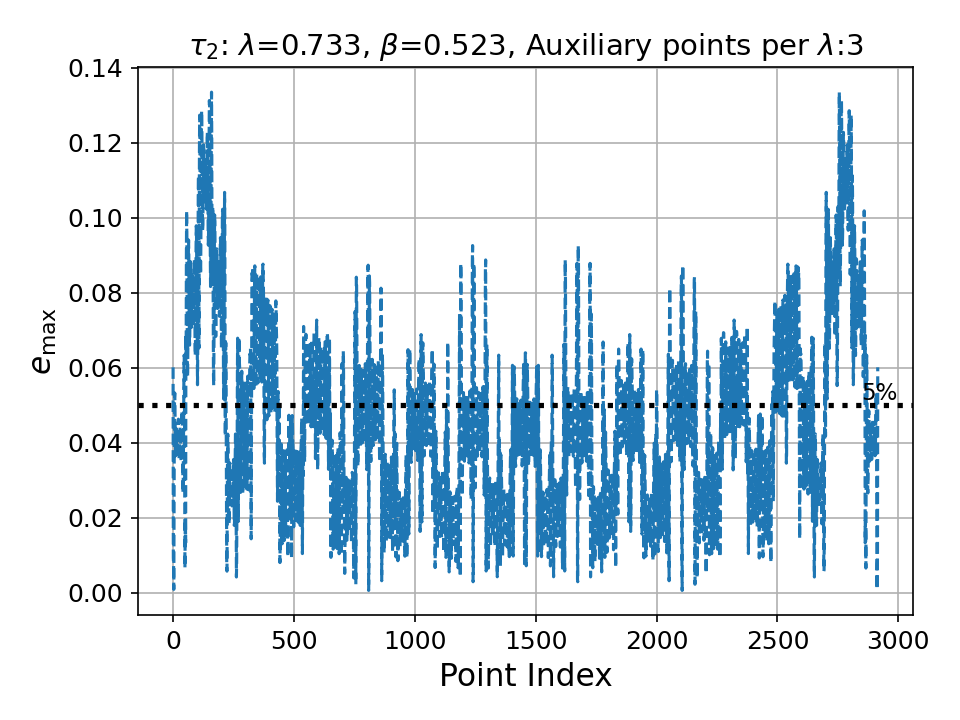 τ₂: λ=0.733, β=0.523, Auxiliary points per λ:3
0.14
0.12
0.10
0.08
0.06
0.04
0.02
0.00
e_max
5%
0 500 1000 1500 2000 2500 3000
Point Index